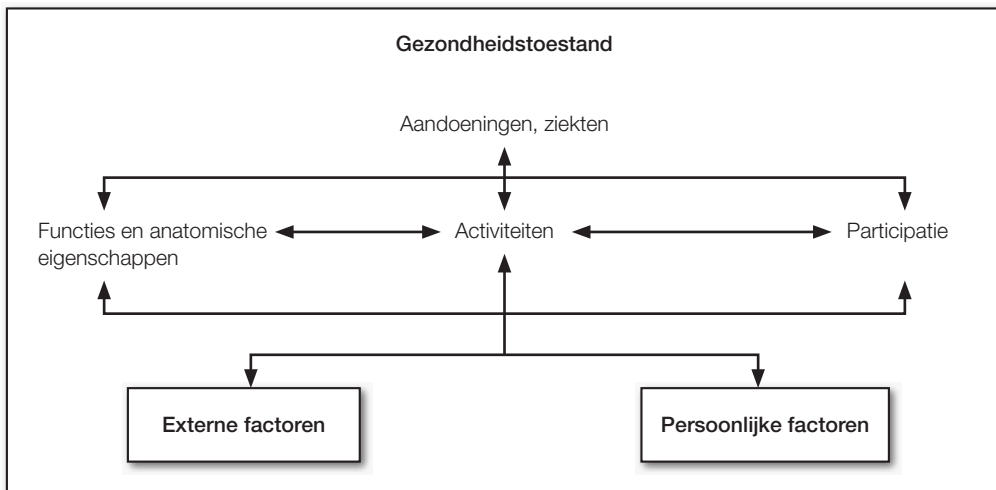 Gezondheidstoestand
Aandoeningen, ziekten
Functies en anatomische
eigenschappen
Activiteiten
Participatie
Externe factoren
Persoonlijke factoren